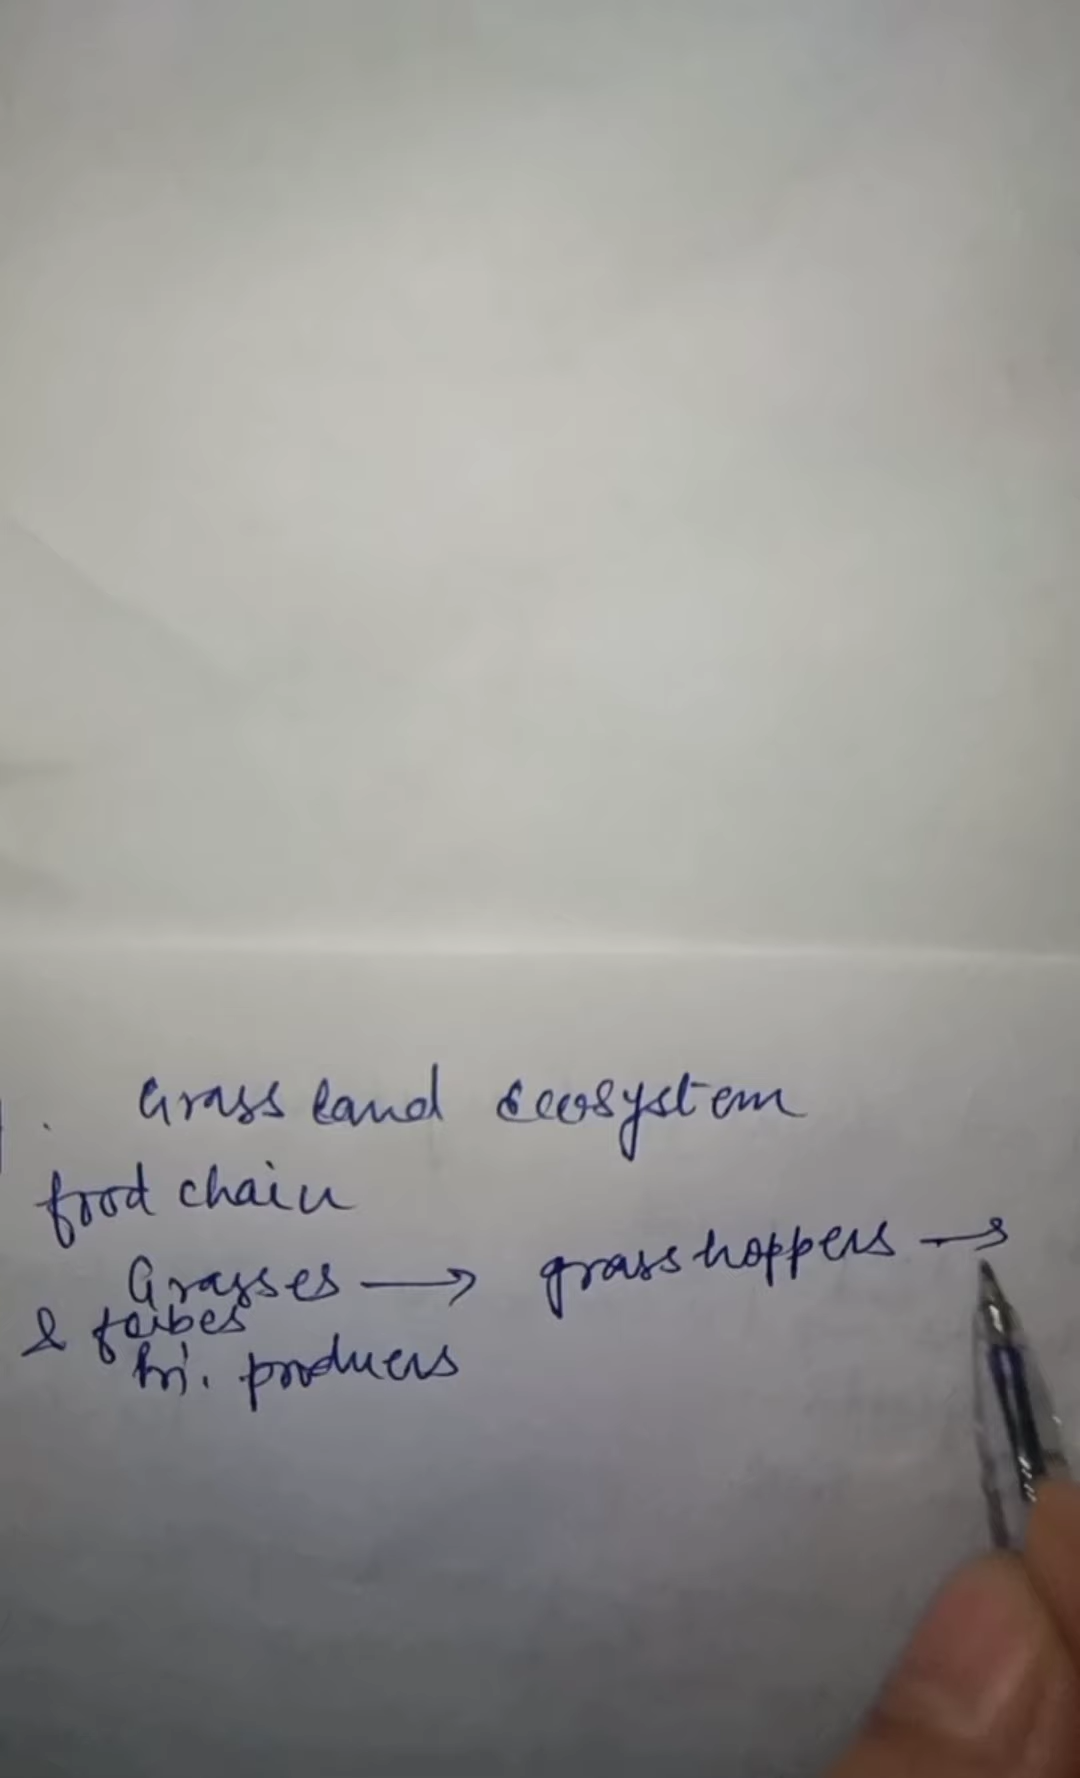 Grass land ecosystem
food chain
Grasses → grasshoppers →
& forbes
Pri. producers